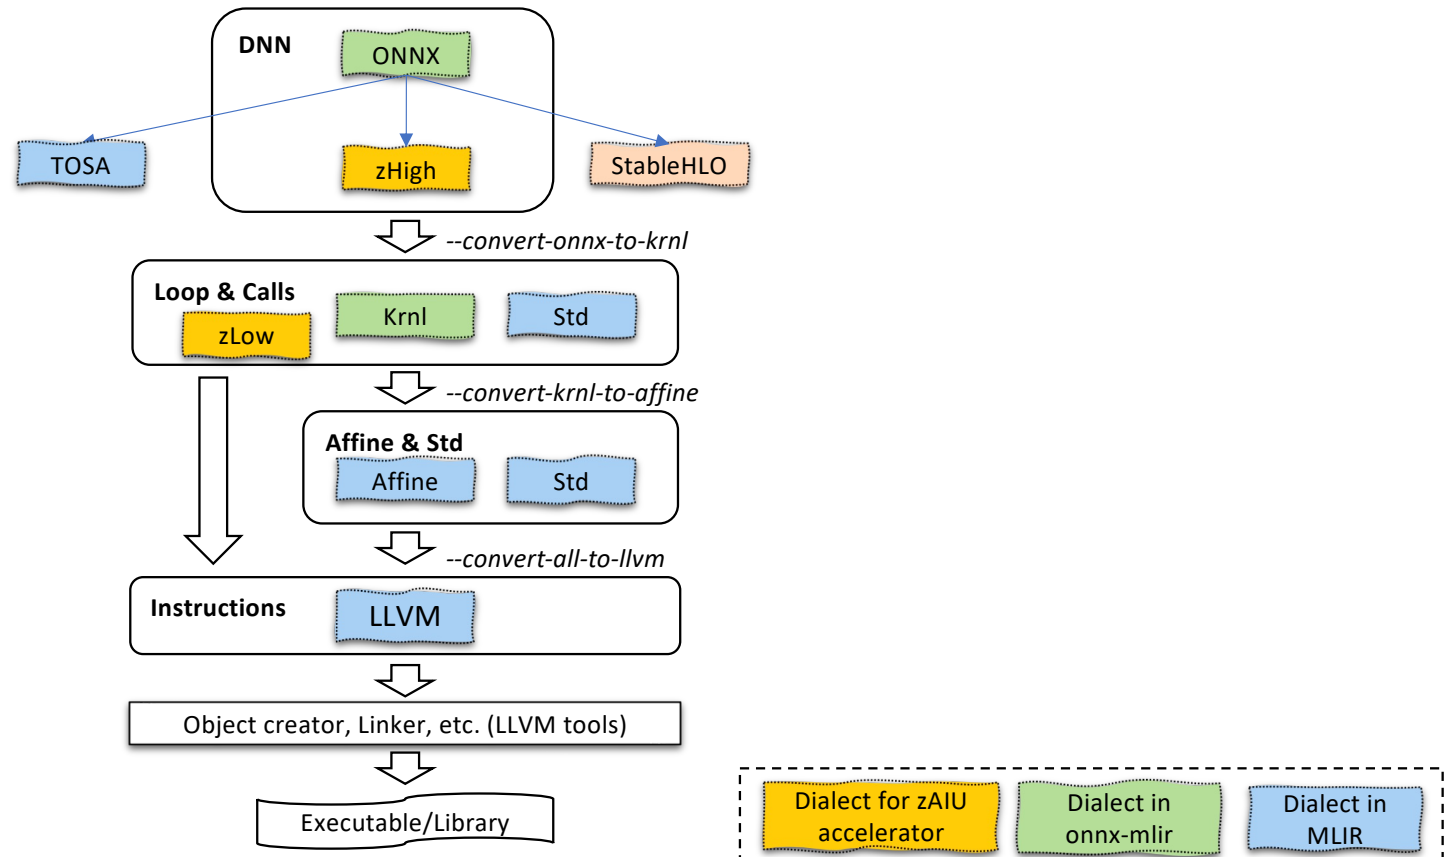 DNN
ONNX
TOSA
zHigh
StableHLO
--convert-onnx-to-krnl
Loop & Calls
zLow
Krnl
Std
--convert-krnl-to-affine
Affine & Std
Affine
Std
--convert-all-to-llvm
Instructions
LLVM
Object creator, Linker, etc. (LLVM tools)
Executable/Library
Dialect for zAIU
accelerator
Dialect in
onnx-mlir
Dialect in
MLIR